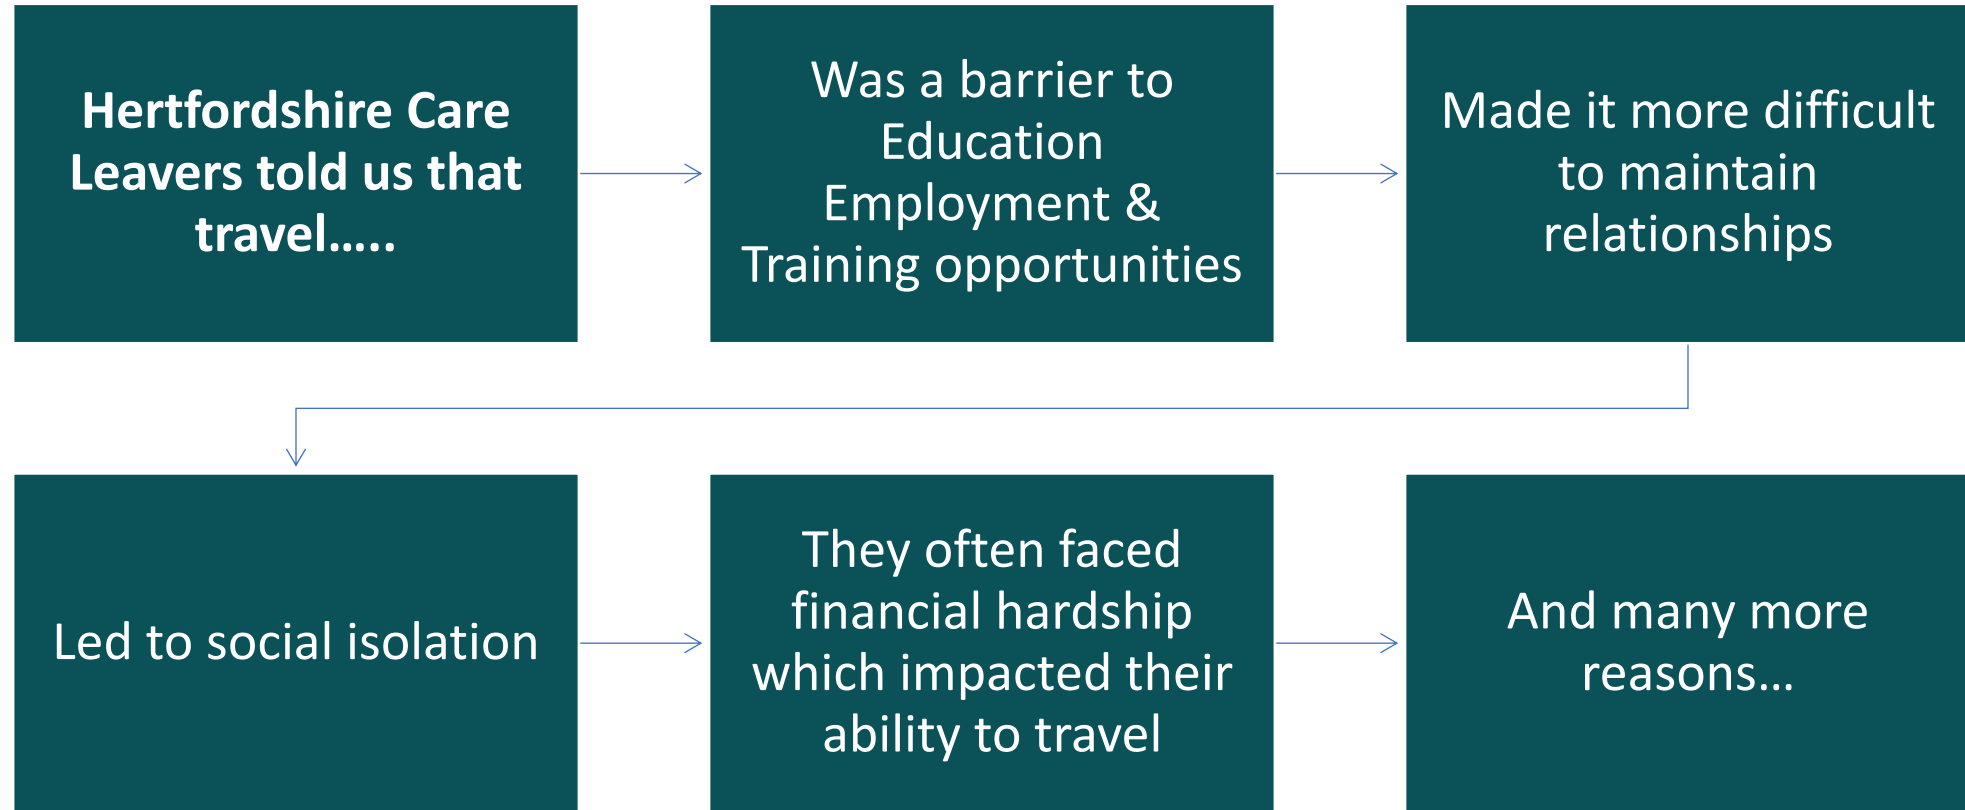 Hertfordshire Care
Leavers told us that
travel.....
Was a barrier to
Education
Employment &
Training opportunities
Made it more difficult
to maintain
relationships
Led to social isolation
They often faced
financial hardship
which impacted their
ability to travel
And many more
reasons...